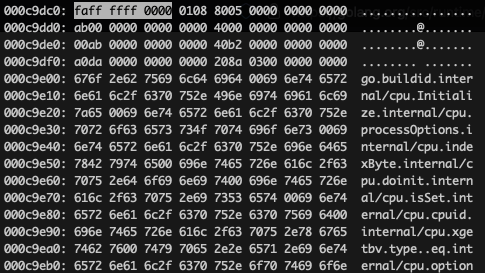 000c9dc0: faff ffff 0000 0108 8005 0000 0000 0000 ................
000c9dd0: ab00 0000 0000 0000 4000 0000 0000 0000 ........@.......
000c9de0: 00ab 0000 0000 0000 40b2 0000 0000 0000 ........@.......
000c9df0: a0da 0000 0000 0000 208a 0300 0000 0000 ........ .......
000c9e00: 676f 2e62 7569 6c64 6964 0069 6e74 6572 go.buildid.inter
000c9e10: 6e61 6c2f 6370 752e 496e 6974 6961 6c69 nal/cpu.Initiali
000c9e20: 7a65 0069 6e74 6572 6e61 6c2f 6370 752e ze.internal/cpu.
000c9e30: 7072 6f63 6573 734f 7074 696f 6e73 0069 processOptions.i
000c9e40: 6e74 6572 6e61 6c2f 6370 752e 696e 6465 nternal/cpu.inde
000c9e50: 7842 7974 6500 696e 7465 726e 616c 2f63 xByte.internal/c
000c9e60: 7075 2e64 6f69 6e69 7400 696e 7465 726e pu.doinit.intern
000c9e70: 616c 2f63 7075 2e69 7353 6574 0069 6e74 al/cpu.isSet.int
000c9e80: 6572 6e61 6c2f 6370 752e 6370 7569 6400 ernal/cpu.cpuid.
000c9e90: 696e 7465 726e 616c 2f63 7075 2e78 6765 internal/cpu.xge
000c9ea0: 7462 7600 7479 7065 2e2e 6571 2e69 6e74 tbv.type..eq.int
000c9eb0: 6572 6e61 6c2f 6370 752e 6f70 7469 6f6e ernal/cpu.option